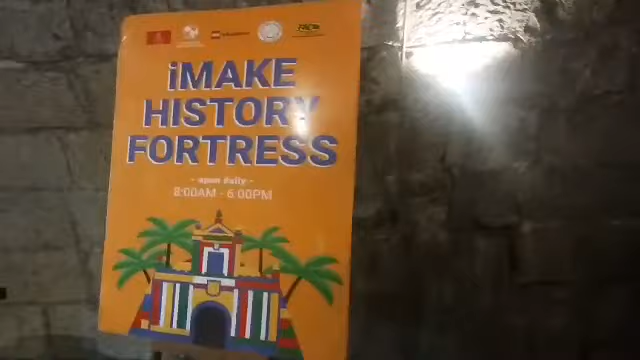 iMAKE
HISTORY
FORTRESS
- open daily -
8:00AM - 6:00PM